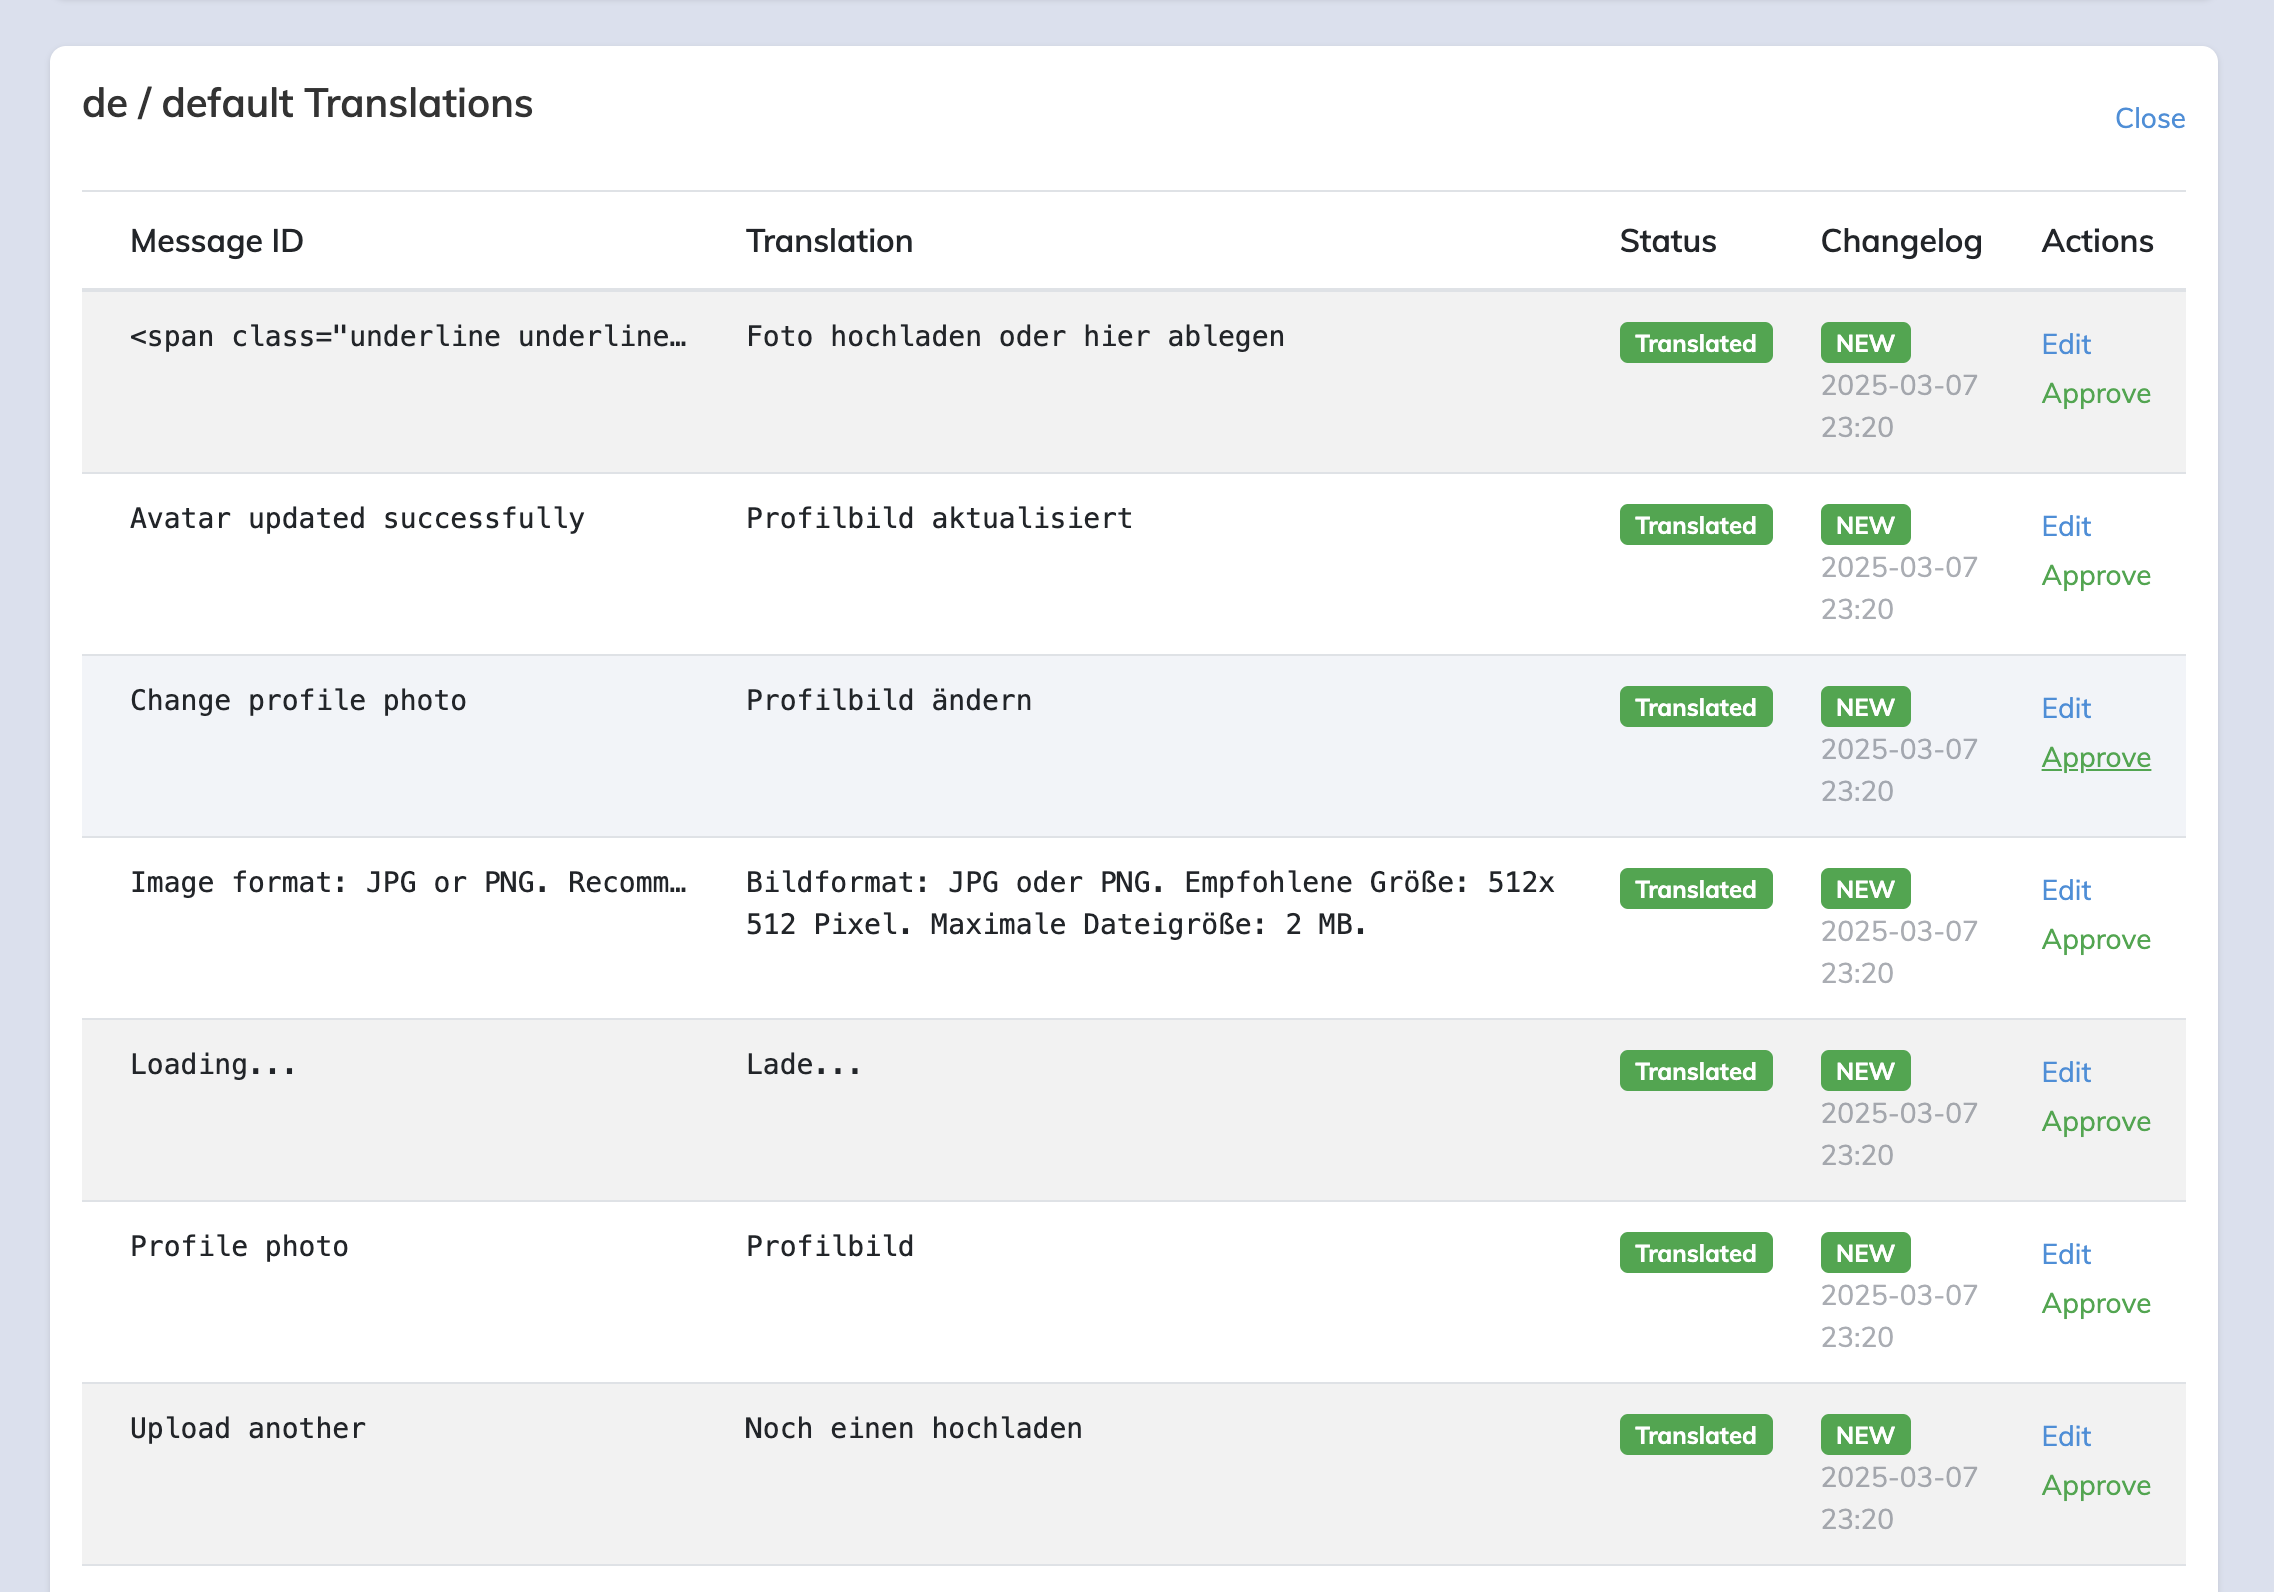 de / default Translations
Close
Message ID Translation Status Changelog Actions
<span class="underline underline… Foto hochladen oder hier ablegen Translated NEW Edit
2025-03-07 Approve
23:20
Avatar updated successfully Profilbild aktualisiert Translated NEW Edit
2025-03-07 Approve
23:20
Change profile photo Profilbild ändern Translated NEW Edit
2025-03-07 Approve
23:20
Image format: JPG or PNG. Recomm… Bildformat: JPG oder PNG. Empfohlene Größe: 512x Translated NEW Edit
512 Pixel. Maximale Dateigröße: 2 MB. 2025-03-07 Approve
23:20
Loading... Lade... Translated NEW Edit
2025-03-07 Approve
23:20
Profile photo Profilbild Translated NEW Edit
2025-03-07 Approve
23:20
Upload another Noch einen hochladen Translated NEW Edit
2025-03-07 Approve
23:20